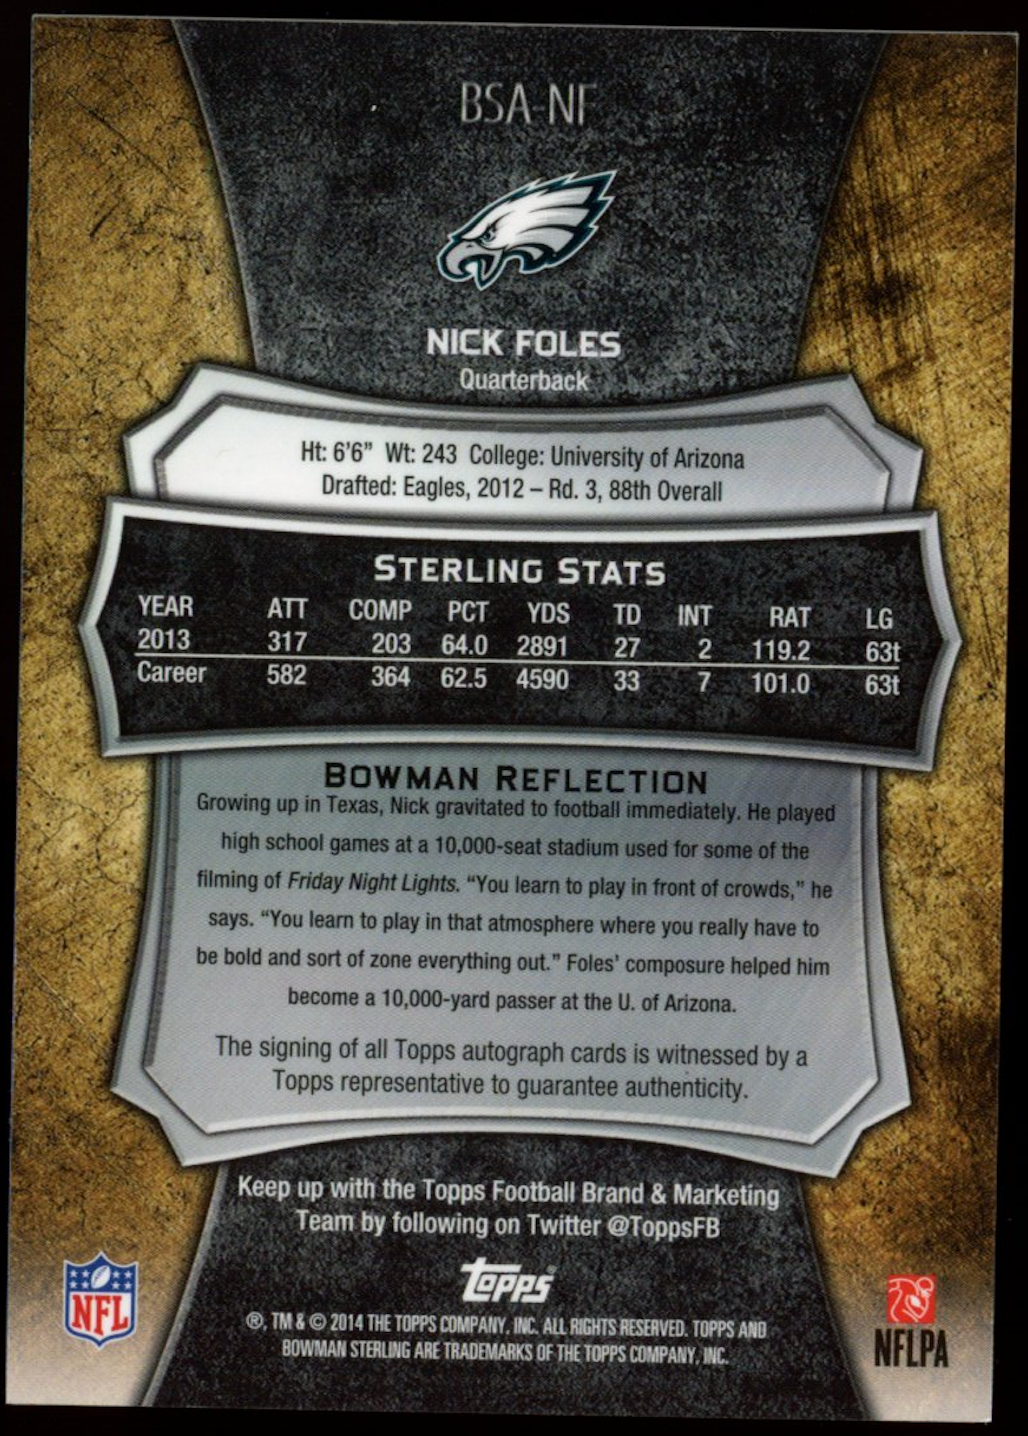 BSA-NF
NICK FOLES
Quarterback
Ht: 6'6" Wt: 243 College: University of Arizona
Drafted: Eagles, 2012 – Rd. 3, 88th Overall
STERLING STATS
YEAR ATT COMP PCT YDS TD INT RAT LG
2013 317 203 64.0 2891 27 2 119.2 63t
Career 582 364 62.5 4590 33 7 101.0 63t
BOWMAN REFLECTION
Growing up in Texas, Nick gravitated to football immediately. He played
high school games at a 10,000-seat stadium used for some of the
filming of Friday Night Lights. “You learn to play in front of crowds,” he
says. “You learn to play in that atmosphere where you really have to
be bold and sort of zone everything out.” Foles’ composure helped him
become a 10,000-yard passer at the U. of Arizona.
The signing of all Topps autograph cards is witnessed by a
Topps representative to guarantee authenticity.
Keep up with the Topps Football Brand & Marketing
Team by following on Twitter @ToppsFB
topps®
NFL
NFLPA
®, TM & © 2014 THE TOPPS COMPANY, INC. ALL RIGHTS RESERVED. TOPPS AND
BOWMAN STERLING ARE TRADEMARKS OF THE TOPPS COMPANY, INC.